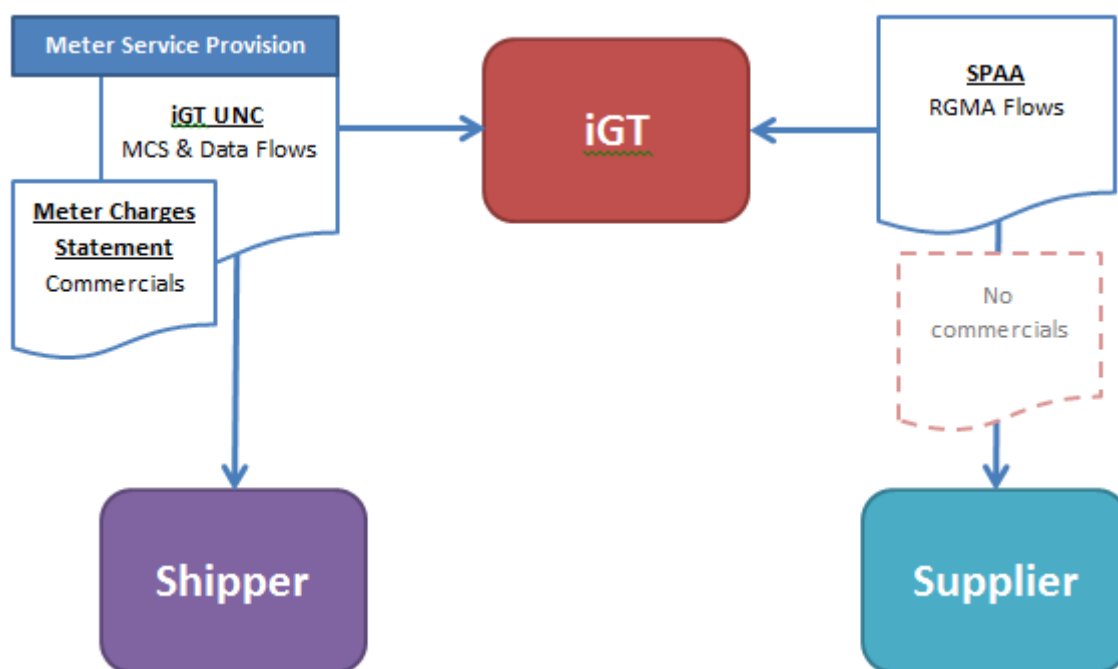 Meter Service Provision
iGT UNC
MCS & Data Flows
Meter Charges
Statement
Commercials
iGT
SPAA
RGMA Flows
No
commercials
Shipper
Supplier